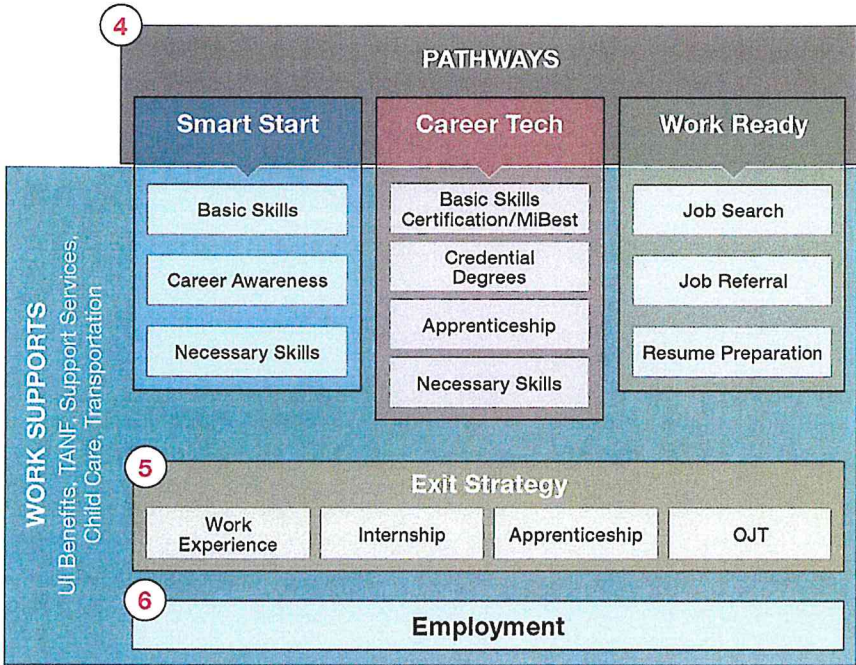 4
PATHWAYS
Smart Start
Basic Skills
Career Awareness
Necessary Skills
Career Tech
Basic Skills
Certification/MiBest
Credential
Degrees
Apprenticeship
Necessary Skills
Work Ready
Job Search
Job Referral
Resume Preparation
WORK SUPPORTS
UI Benefits, TANF, Support Services,
Child Care, Transportation
5
Exit Strategy
Work
Experience
Internship
Apprenticeship
OJT
6
Employment